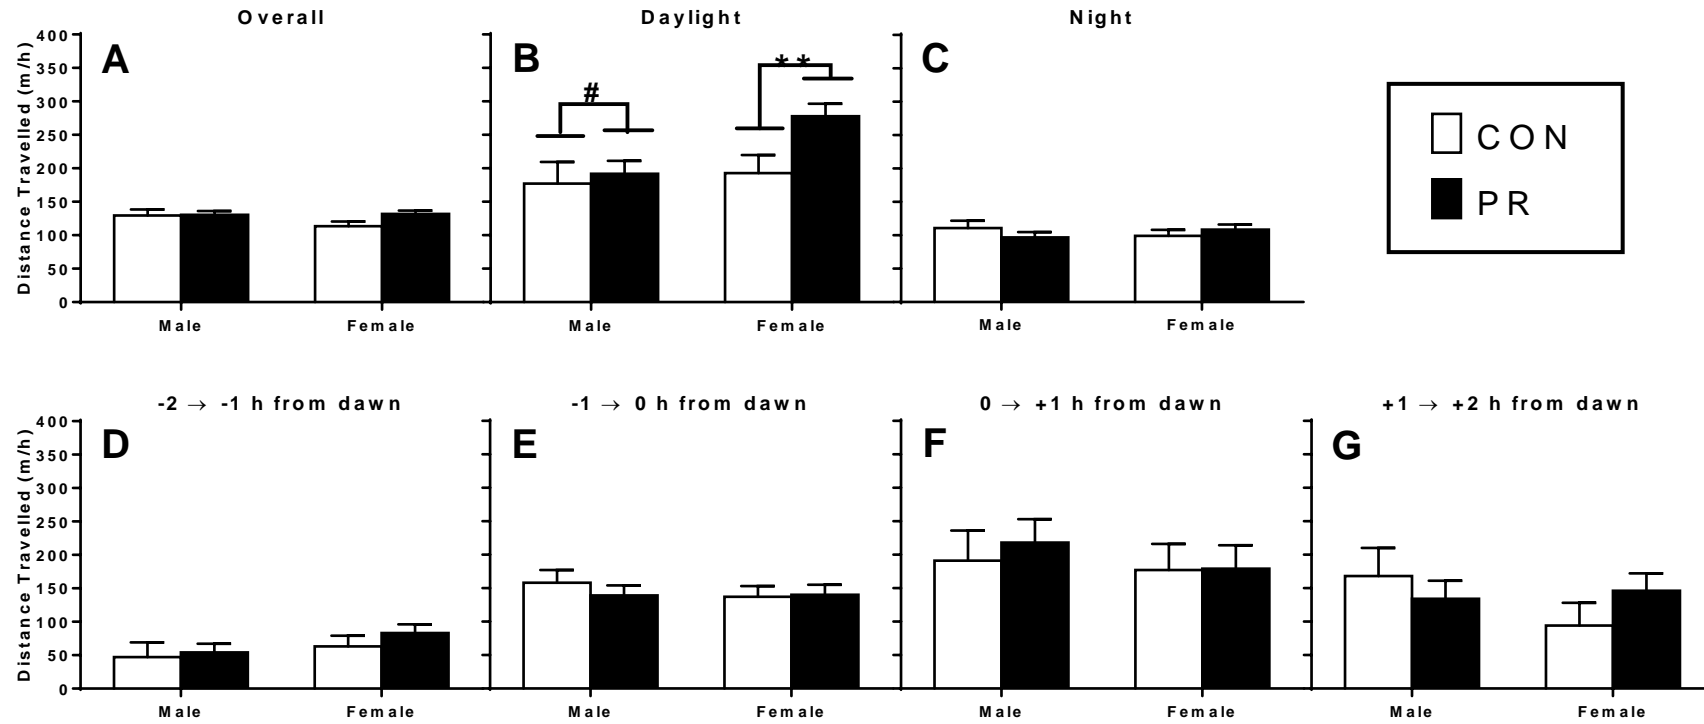 Overall Daylight Night
A B C
Distance Travelled (m/h)
400
350
300
250
200
150
100
50
0
# **
CON
PR
Male Female Male Female Male Female
-2 → -1 h from dawn -1 → 0 h from dawn 0 → +1 h from dawn +1 → +2 h from dawn
D E F G
Distance Travelled (m/h)
400
350
300
250
200
150
100
50
0
Male Female Male Female Male Female Male Female